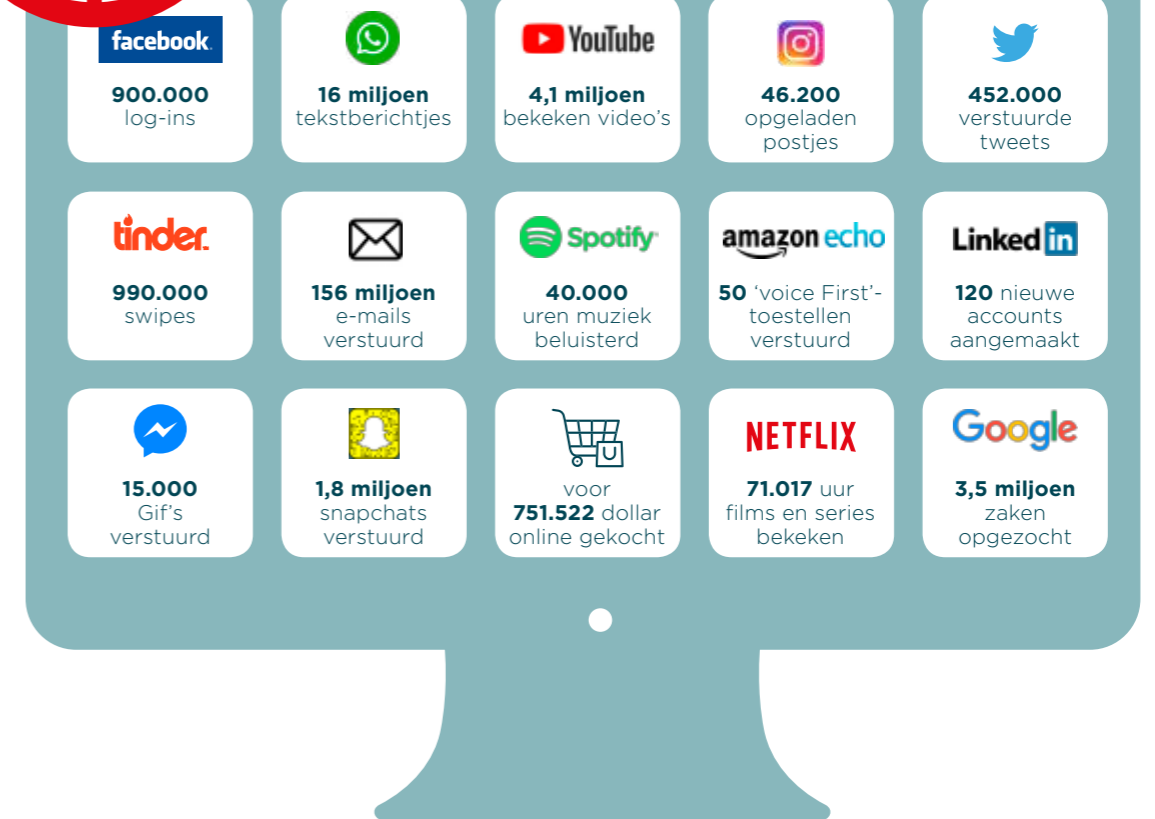 facebook.
900.000
log-ins
16 miljoen
tekstberichtjes
YouTube
4,1 miljoen
bekeken video’s
46.200
opgeladen
postjes
452.000
verstuurde
tweets
tinder.
990.000
swipes
156 miljoen
e-mails
verstuurd
Spotify
40.000
uren muziek
beluisterd
amazon echo
50 ‘voice First’-
toestellen
verstuurd
Linked in
120 nieuwe
accounts
aangemaakt
15.000
Gif’s
verstuurd
1,8 miljoen
snapchats
verstuurd
voor
751.522 dollar
online gekocht
NETFLIX
71.017 uur
films en series
bekeken
Google
3,5 miljoen
zaken
opgezocht